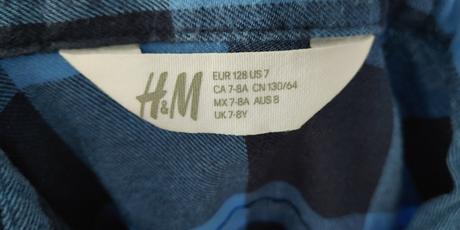 H&M
EUR 128 US 7
CA 7-8A CN 130/64
MX 7-8A AUS 8
UK 7-8Y